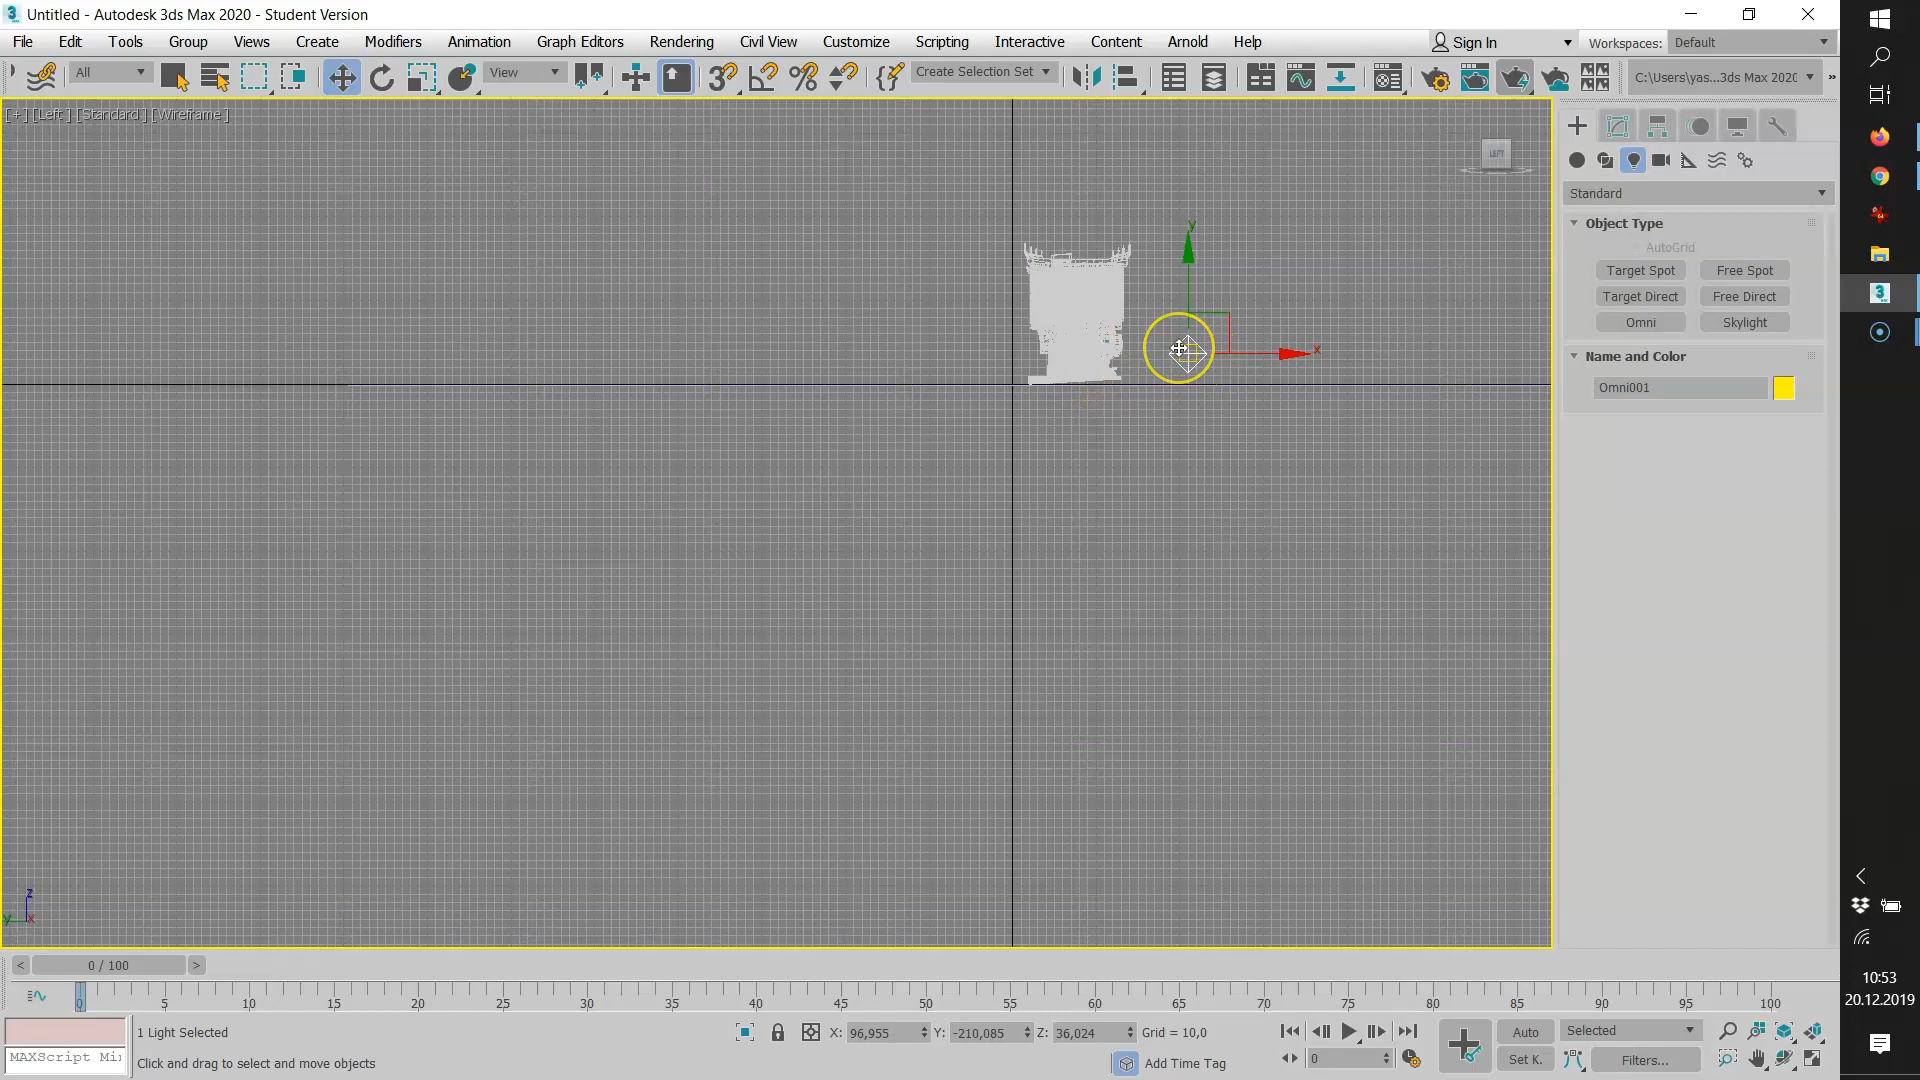 Untitled - Autodesk 3ds Max 2020 - Student Version
File Edit Tools Group Views Create Modifiers Animation Graph Editors Rendering Civil View Customize Scripting Interactive Content Arnold Help Sign In Workspaces: Default
All View Create Selection Set C:\Users\yas...3ds Max 2020
[+] [Left] [Standard] [Wireframe]
LEFT
Standard
Object Type
AutoGrid
Target Spot Free Spot
Target Direct Free Direct
Omni Skylight
Name and Color
Omni001
y
x
z
y x
< 0 / 100 >
0 5 10 15 20 25 30 35 40 45 50 55 60 65 70 75 80 85 90 95 100
10:53
20.12.2019
1 Light Selected X: 96,955 Y: -210,085 Z: 36,024 Grid = 10,0 Auto Selected
MAXScript Mi Click and drag to select and move objects Add Time Tag 0 Set K. Filters...